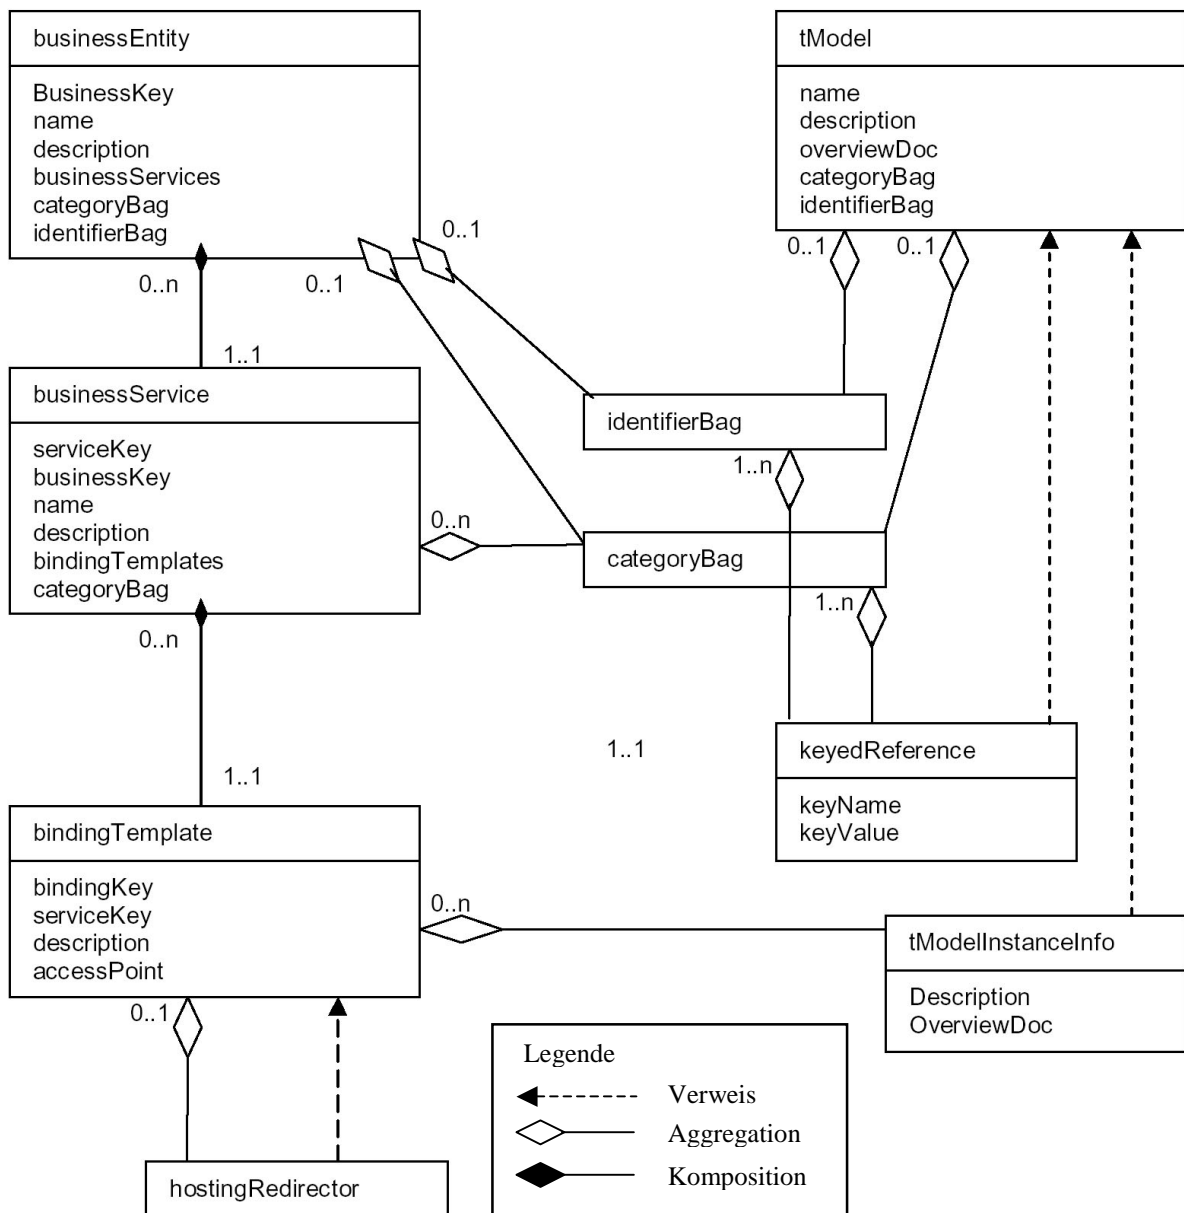 businessEntity
BusinessKey
name
description
businessServices
categoryBag
identifierBag
tModel
name
description
overviewDoc
categoryBag
identifierBag
0..1
0..1
0..1
0..n
0..1
1..1
businessService
serviceKey
businessKey
name
description
bindingTemplates
categoryBag
identifierBag
1..n
0..n
categoryBag
1..n
0..n
1..1
1..1
keyedReference
keyName
keyValue
bindingTemplate
bindingKey
serviceKey
description
accessPoint
0..n
tModelInstanceInfo
Description
OverviewDoc
0..1
hostingRedirector
Legende
Verweis
Aggregation
Komposition